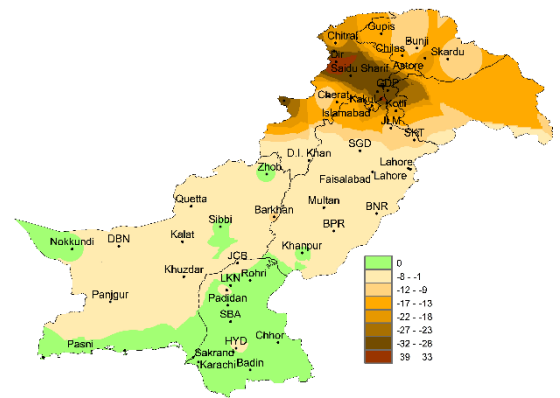 Gupis
Chitral
Bunji
Chilas
Skardu
Dir
Astore
Saidu Sharif
GDP
Cherat
Kakul
Kotli
Islamabad
JLM
SKT
D.I. Khan
SGD
Lahore
Zhob
Faisalabad
Lahore
Quetta
Multan
BNR
Barkhan
Sibbi
BPR
DBN
Nokkundi
Kalat
Khanpur
JCB
Khuzdar
LKN
Rohri
Panjgur
Padidan
SBA
Pasni
HYD
Chhor
Sakrand
Karachi
Badin
0
-8 - -1
-12 - -9
-17 - -13
-22 - -18
-27 - -23
-32 - -28
39 33